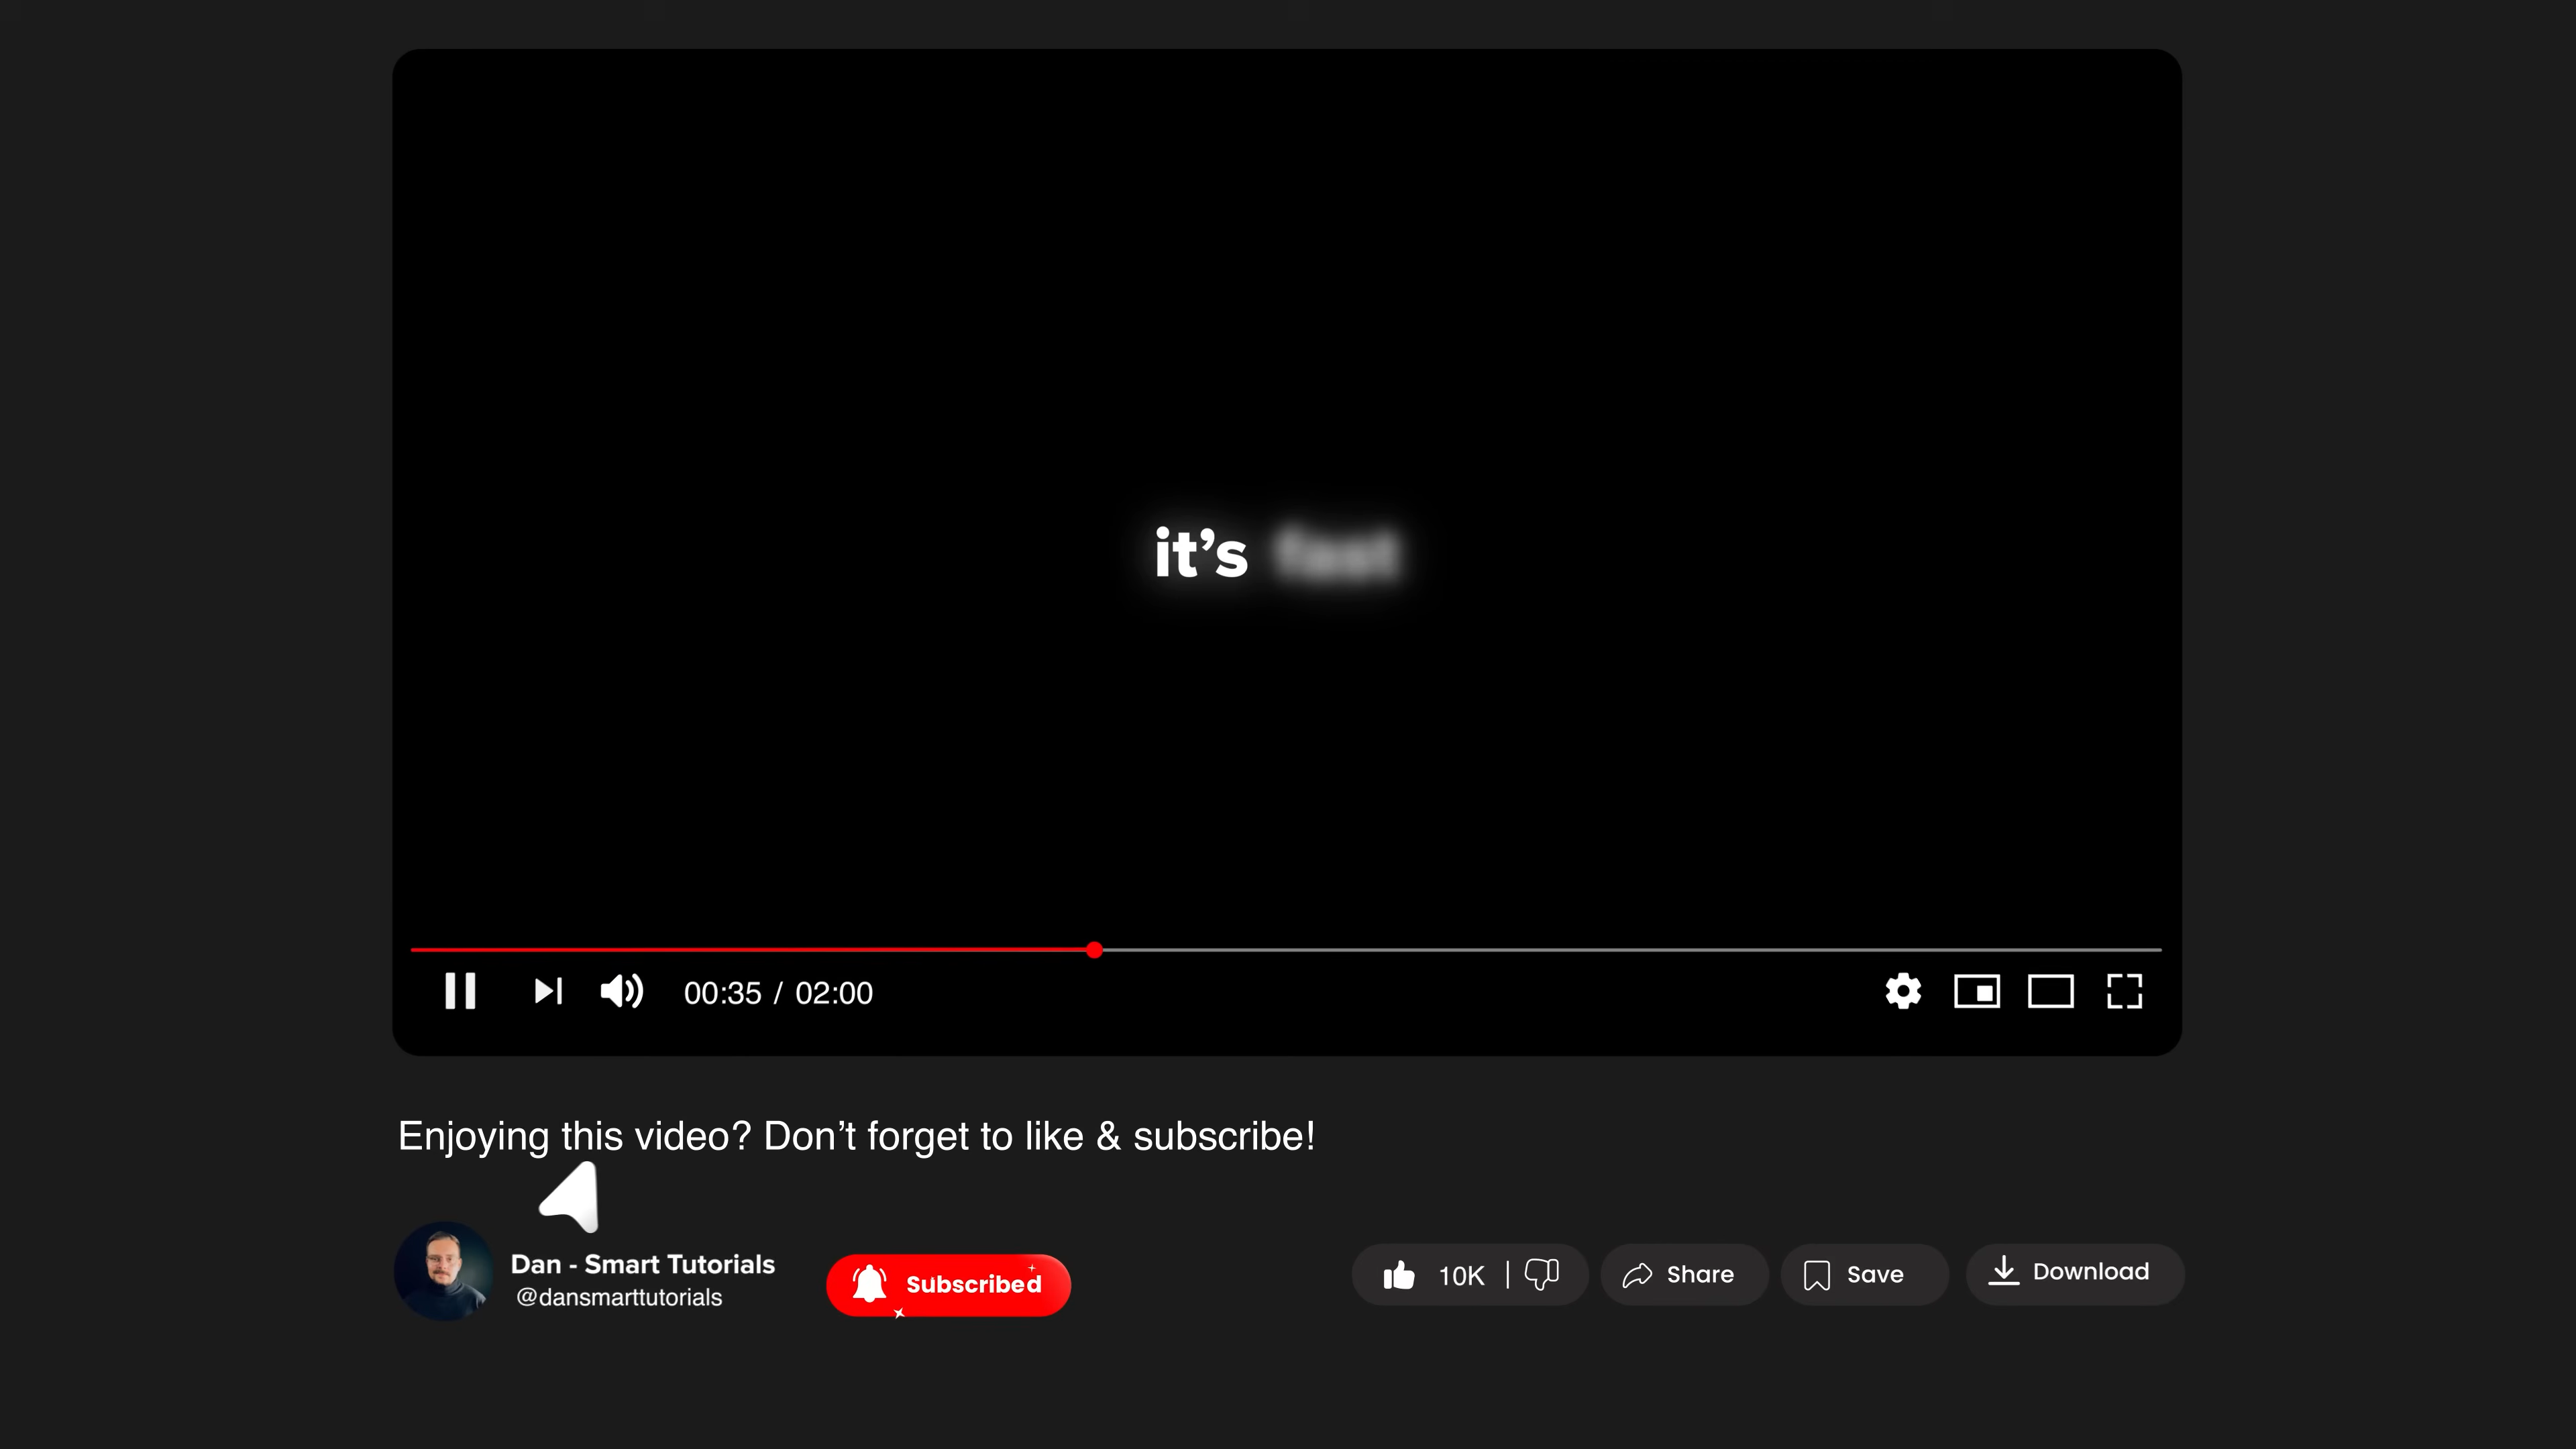 it’s fast
00:35 / 02:00
Enjoying this video? Don’t forget to like & subscribe!
Dan - Smart Tutorials
@dansmarttutorials
Subscribed
10K
Share
Save
Download